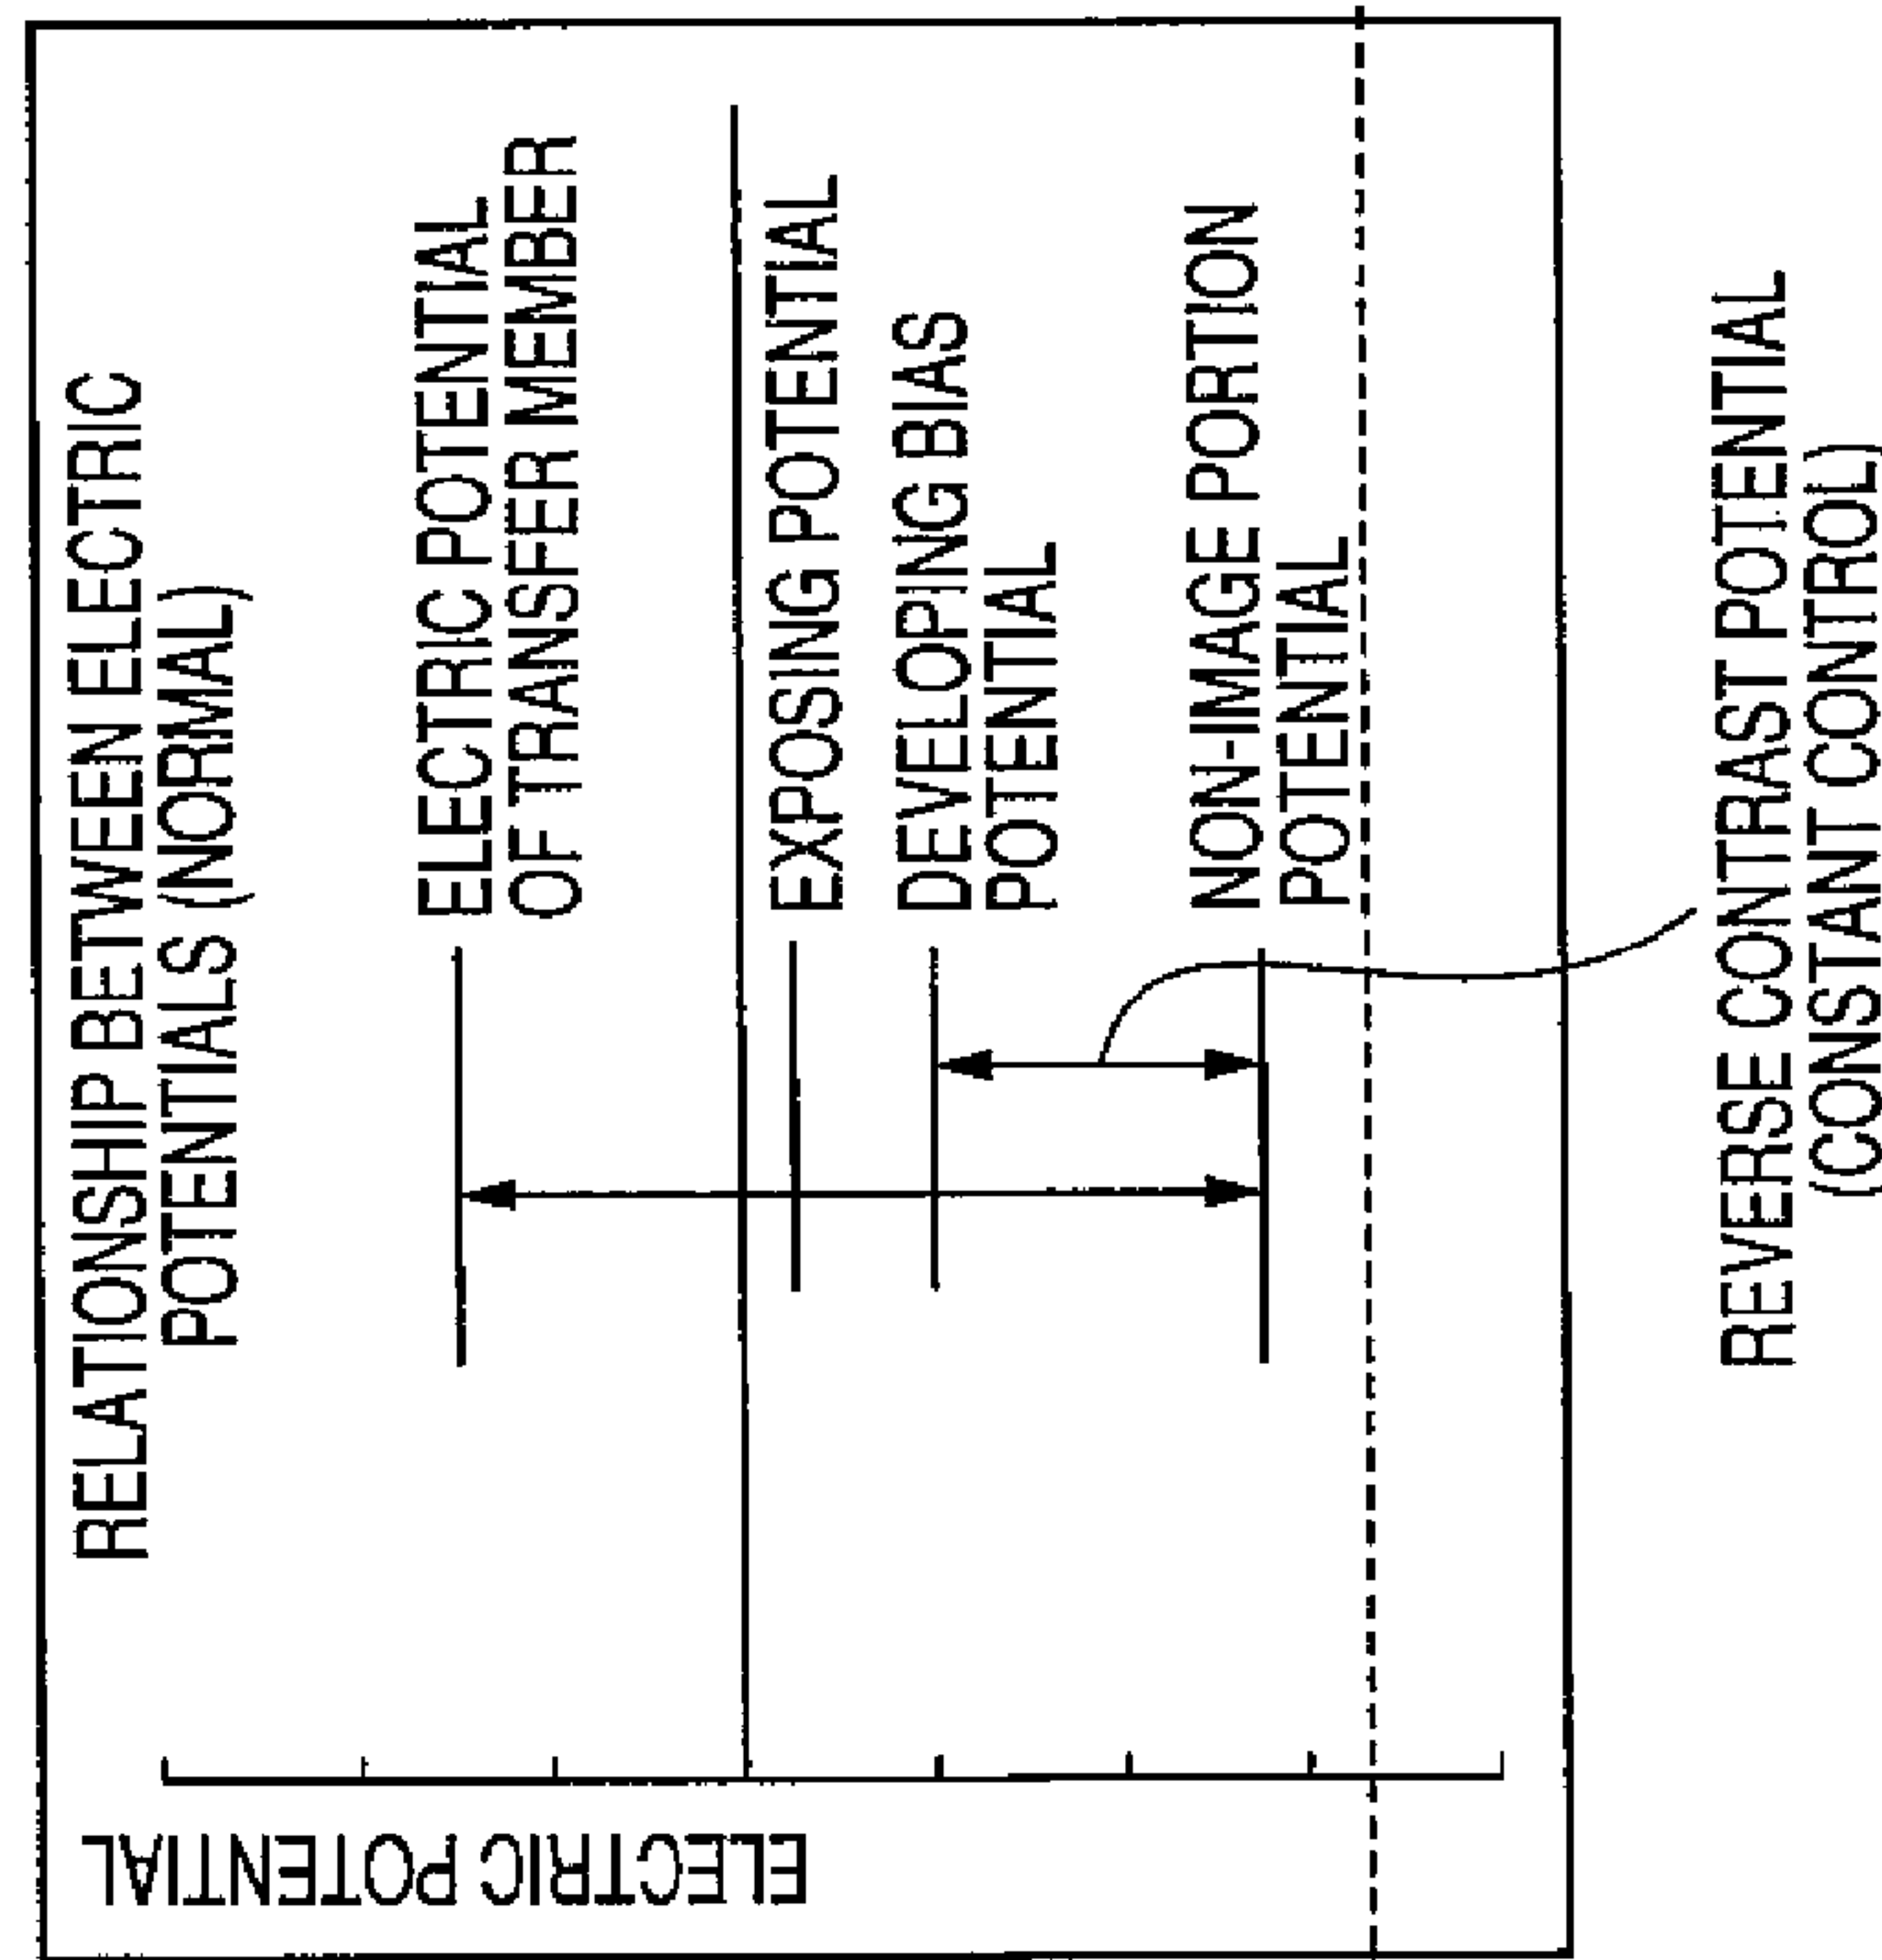 RELATIONSHIP BETWEEN ELECTRIC
POTENTIALS (NORMAL)
ELECTRIC POTENTIAL
ELECTRIC POTENTIAL
OF TRANSFER MEMBER
EXPOSING POTENTIAL
DEVELOPING BIAS
POTENTIAL
NON-IMAGE PORTION
POTENTIAL
REVERSE CONTRAST POTENTIAL
(CONSTANT CONTROL)